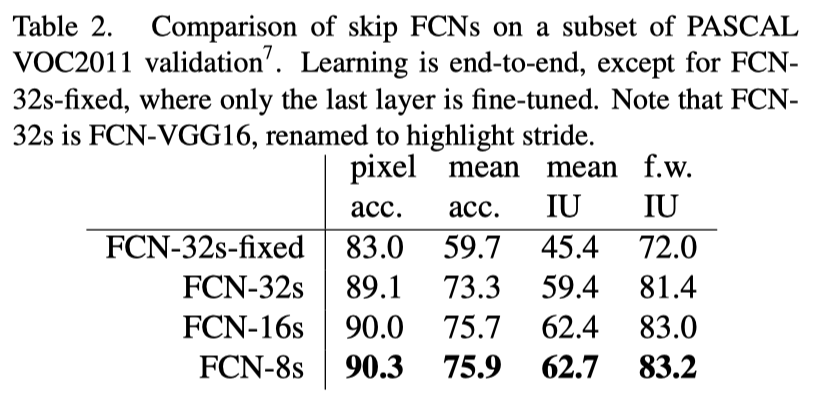 Table 2. Comparison of skip FCNs on a subset of PASCAL
VOC2011 validation7. Learning is end-to-end, except for FCN-
32s-fixed, where only the last layer is fine-tuned. Note that FCN-
32s is FCN-VGG16, renamed to highlight stride.
pixel mean mean f.w.
acc. acc. IU IU
FCN-32s-fixed 83.0 59.7 45.4 72.0
FCN-32s 89.1 73.3 59.4 81.4
FCN-16s 90.0 75.7 62.4 83.0
FCN-8s 90.3 75.9 62.7 83.2